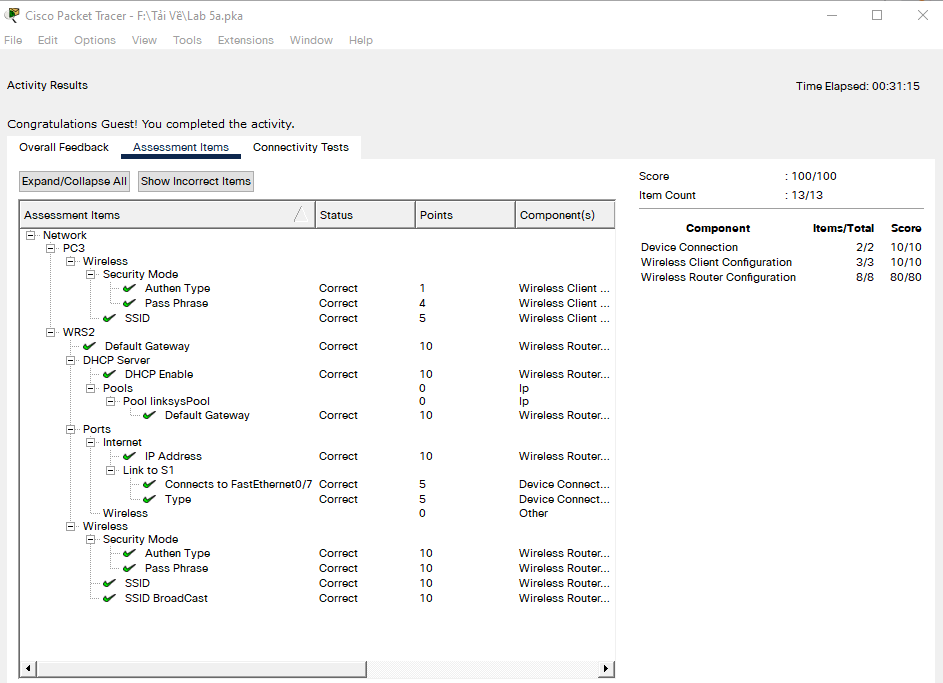 Cisco Packet Tracer - F:\Tải Về\Lab 5a.pka
File Edit Options View Tools Extensions Window Help
Activity Results
Time Elapsed: 00:31:15
Congratulations Guest! You completed the activity.
Overall Feedback Assessment Items Connectivity Tests
Expand/Collapse All Show Incorrect Items
Assessment Items Status Points Component(s)
Network
PC3
Wireless
Security Mode
Authen Type Correct 1 Wireless Client ...
Pass Phrase Correct 4 Wireless Client ...
SSID Correct 5 Wireless Client ...
WRS2
Default Gateway Correct 10 Wireless Router...
DHCP Server
DHCP Enable Correct 10 Wireless Router...
Pools 0 Ip
Pool linksysPool 0 Ip
Default Gateway Correct 10 Wireless Router...
Ports
Internet
IP Address Correct 10 Wireless Router...
Link to S1
Connects to FastEthernet0/7 Correct 5 Device Connect...
Type Correct 5 Device Connect...
Wireless 0 Other
Wireless
Security Mode
Authen Type Correct 10 Wireless Router...
Pass Phrase Correct 10 Wireless Router...
SSID Correct 10 Wireless Router...
SSID BroadCast Correct 10 Wireless Router...
Score : 100/100
Item Count : 13/13
Component Items/Total Score
Device Connection 2/2 10/10
Wireless Client Configuration 3/3 10/10
Wireless Router Configuration 8/8 80/80